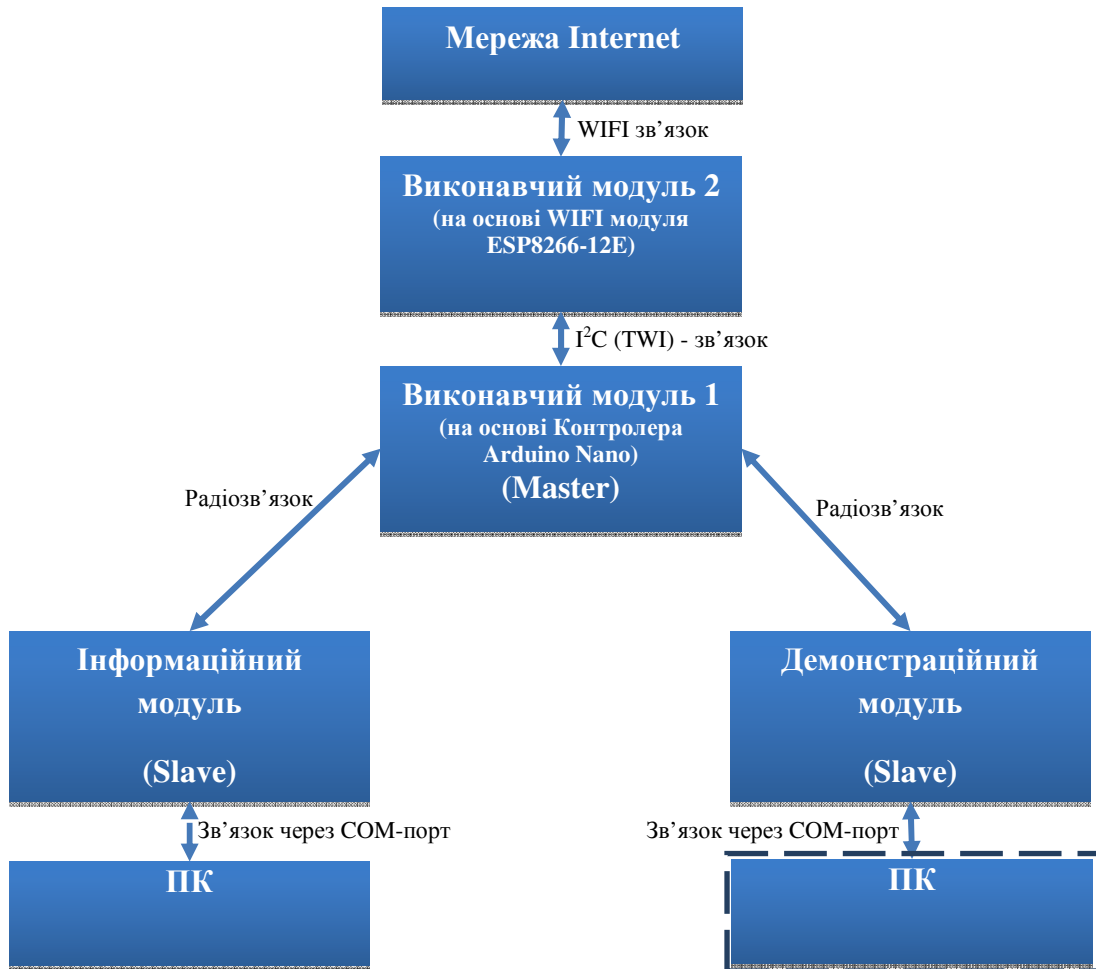 Мережа Internet
WIFI зв’язок
Виконавчий модуль 2
(на основі WIFI модуля
ESP8266-12E)
I²C (TWI) - зв’язок
Виконавчий модуль 1
(на основі Контролера
Arduino Nano)
(Master)
Радіозв’язок
Радіозв’язок
Інформаційний
модуль
(Slave)
Демонстраційний
модуль
(Slave)
Зв’язок через COM-порт
Зв’язок через COM-порт
ПК
ПК